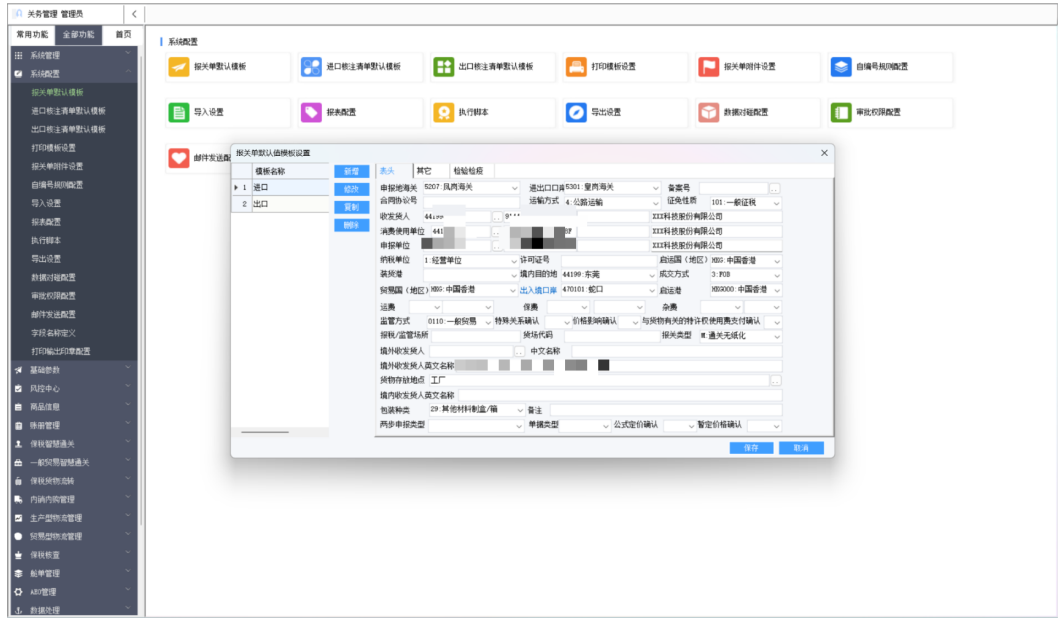 关务管理 管理员
常用功能 全部功能 首页
系统管理
系统配置
报关单默认模板
进口核注清单默认模板
出口核注清单默认模板
打印模板设置
报关单附件设置
自编号规则配置
导入设置
报表配置
执行脚本
导出设置
数据对碰配置
审批权限配置
邮件发送配置
字段名称定义
打印输出印章配置
基础参数
风控中心
商品信息
账册管理
保税智慧通关
一般贸易智慧通关
保税货物流转
内销内购管理
生产型物流管理
贸易型物流管理
保税核查
舱单管理
AEO管理
数据处理
系统配置
报关单默认模板 进口核注清单默认模板 出口核注清单默认模板 打印模板设置 报关单附件设置 自编号规则配置
导入设置 报表配置 执行脚本 导出设置 数据对碰配置 审批权限配置
邮件发送配
报关单默认值模板设置
模板名称
1 进口
2 出口
新增
修改
复制
删除
表头 其它 检验检疫
申报地海关 5207:凤岗海关 进出口口岸 5301:皇岗海关 备案号
合同协议号 运输方式 4:公路运输 征免性质 101:一般征税
收发货人 XXX科技股份有限公司
消费使用单位 441 XXX科技股份有限公司
申报单位 XXX科技股份有限公司
纳税单位 1:经营单位 许可证号 启运国(地区) HKG:中国香港
装货港 境内目的地 44199:东莞 成交方式 3:FOB
贸易国(地区) HKG:中国香港 出入境口岸 470101:蛇口 启运港 HKG000:中国香港
运费 保费 杂费
监管方式 0110:一般贸易 特殊关系确认 价格影响确认 与货物有关的特许权使用费支付确认
报税/监管场所 货场代码 报关类型 M:通关无纸化
境外收发货人 中文名称
境外收发货人英文名称
货物存放地点 工厂
境内收发货人英文名称
包装种类 29:其他材料制盒/箱 备注
两步申报类型 单据类型 公式定价确认 暂定价格确认
保存 取消